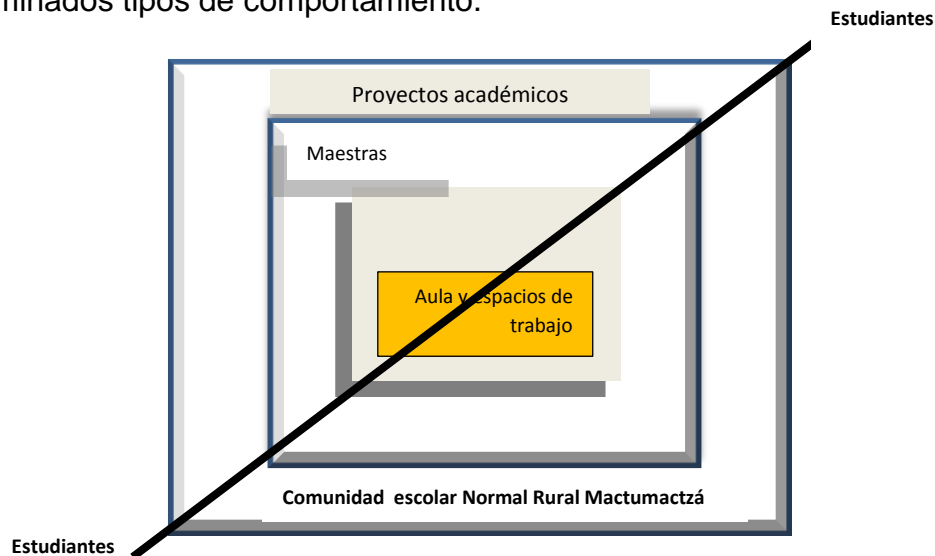 minados tipos de comportamiento.
Estudiantes
Proyectos académicos
Maestras
Aula y espacios de
trabajo
Comunidad escolar Normal Rural Mactumactzá
Estudiantes